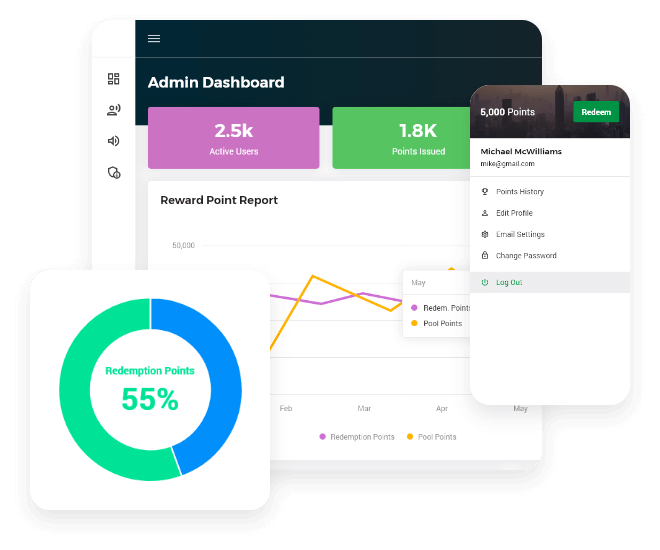 Admin Dashboard
2.5k
Active Users
1.8K
Points Issued
5,000 Points
Redeem
Michael McWilliams
mike@gmail.com
Points History
Edit Profile
Email Settings
Change Password
Log Out
Reward Point Report
50,000
May
Redem. Points
Pool Points
Feb
Mar
Apr
May
Redemption Points
Pool Points
Redemption Points
55%